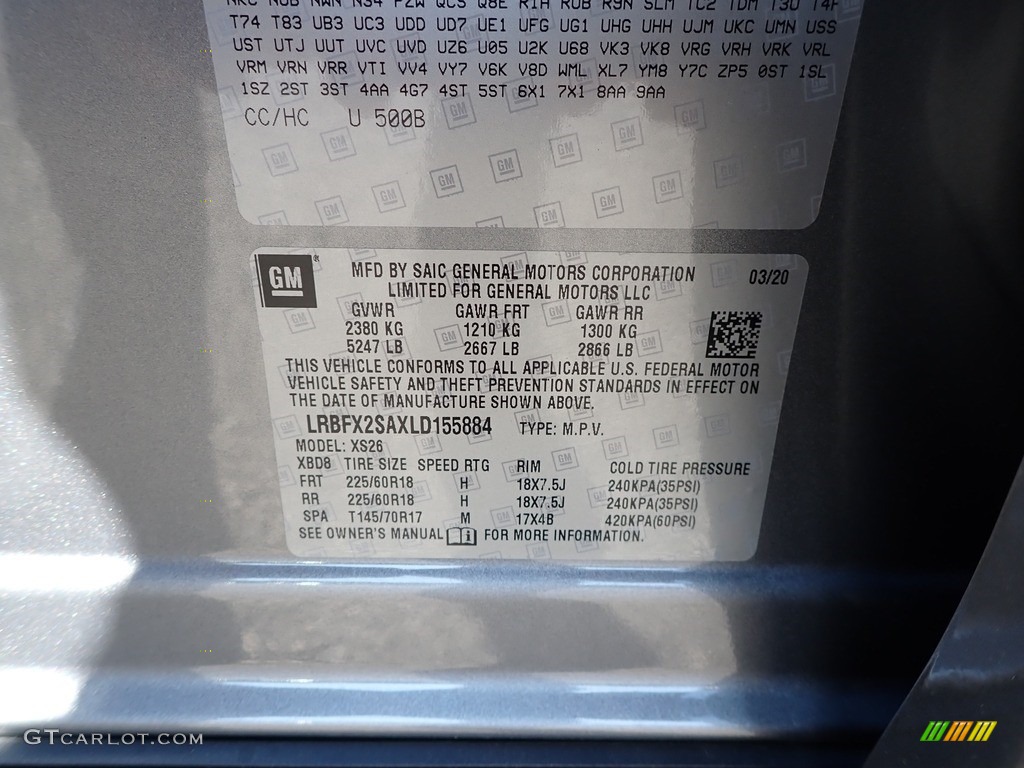 T74 T83 UB3 UC3 UDD UD7 UE1 UFG UG1 UHG UHH UJM UKC UMN USS
UST UTJ UUT UVC UVD UZ6 U05 U2K U68 VK3 VK8 VRG VRH VRK VRL
VRM VRN VRR VTI VV4 VY7 V6K V8D WML XL7 YM8 Y7C ZP5 0ST 1SL
1SZ 2ST 3ST 4AA 4G7 4ST 5ST 6X1 7X1 8AA 9AA
CC/HC U 500B
GM
MFD BY SAIC GENERAL MOTORS CORPORATION 03/20
LIMITED FOR GENERAL MOTORS LLC
GVWR GAWR FRT GAWR RR
2380 KG 1210 KG 1300 KG
5247 LB 2667 LB 2866 LB
THIS VEHICLE CONFORMS TO ALL APPLICABLE U.S. FEDERAL MOTOR
VEHICLE SAFETY AND THEFT PREVENTION STANDARDS IN EFFECT ON
THE DATE OF MANUFACTURE SHOWN ABOVE.
LRBFX2SAXLD155884 TYPE: M.P.V.
MODEL: XS26
XBD8 TIRE SIZE SPEED RTG RIM COLD TIRE PRESSURE
FRT 225/60R18 H 18X7.5J 240KPA(35PSI)
RR 225/60R18 H 18X7.5J 240KPA(35PSI)
SPA T145/70R17 M 17X4B 420KPA(60PSI)
SEE OWNER'S MANUAL FOR MORE INFORMATION.
GTcarlot.com